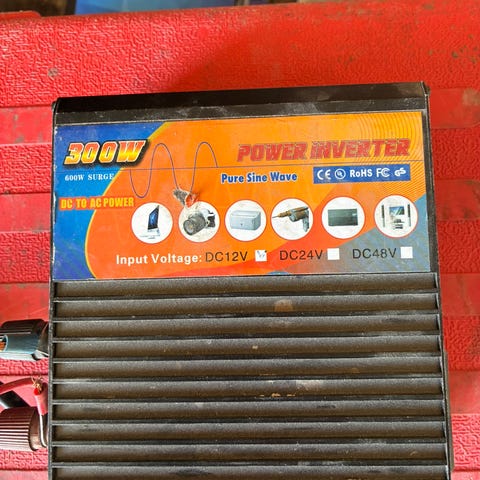 300W
600W SURGE
POWER INVERTER
Pure Sine Wave
CE UL RoHS FC
DC TO AC POWER
Input Voltage: DC12V DC24V DC48V